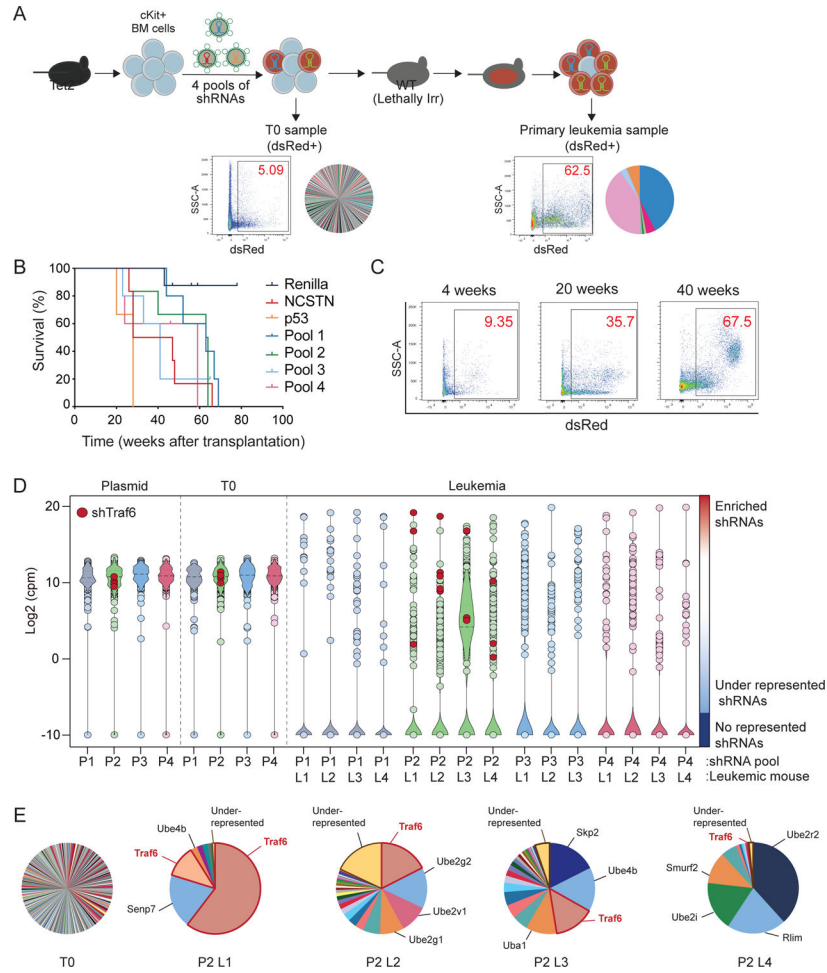 A
cKit+
BM cells
Tet2
4 pools of
shRNAs
WT
(Lethally Irr)
T0 sample
(dsRed+)
Primary leukemia sample
(dsRed+)
5.09
SSC-A
dsRed
62.5
SSC-A
dsRed
B
Survival (%)
100
80
60
40
20
0
0 20 40 60 80 100
Time (weeks after transplantation)
Renilla
NCSTN
p53
Pool 1
Pool 2
Pool 3
Pool 4
C
4 weeks 20 weeks 40 weeks
9.35 35.7 67.5
SSC-A
dsRed
D
Plasmid T0 Leukemia
shTraf6
Log2 (cpm)
20
10
0
-10
Enriched
shRNAs
Under represented
shRNAs
No represented
shRNAs
P1 P2 P3 P4 P1 P2 P3 P4 P1 P1 P1 P1 P2 P2 P2 P2 P3 P3 P3 P4 P4 P4 P4 :shRNA pool
L1 L2 L3 L4 L1 L2 L3 L4 L1 L2 L3 L1 L2 L3 L4 :Leukemic mouse
E
T0
Under-
represented
Ube4b
Traf6
Traf6
Senp7
P2 L1
Under-
represented
Traf6
Ube2g2
Ube2v1
Ube2g1
P2 L2
Under-
represented
Skp2
Ube4b
Traf6
Uba1
P2 L3
Under-
represented
Traf6
Ube2r2
Smurf2
Ube2i
Rlim
P2 L4